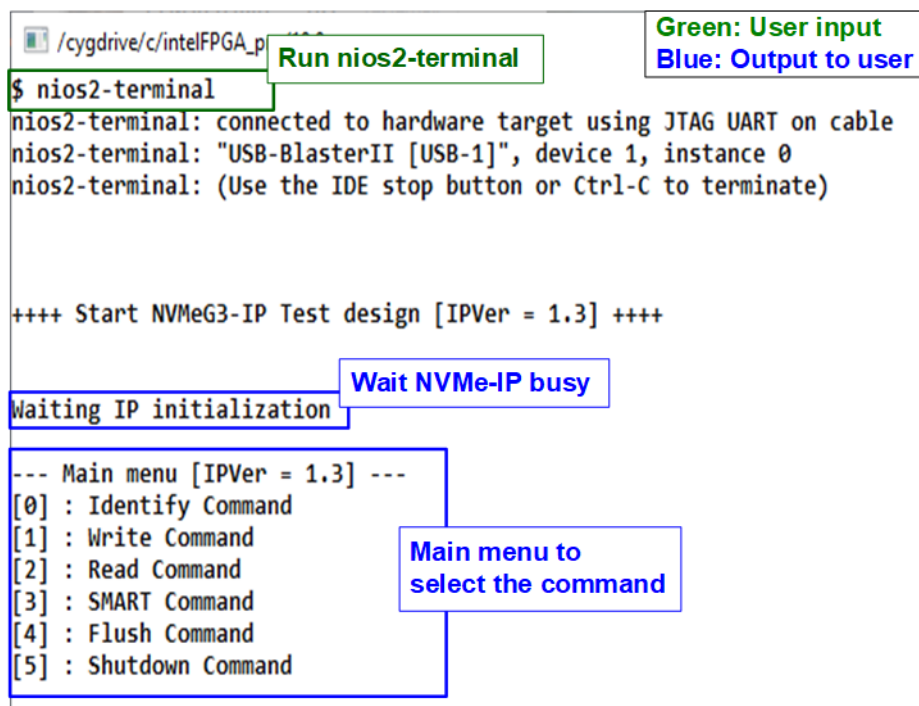 /cygdrive/c/intelFPGA_p
Green: User input
Blue: Output to user
Run nios2-terminal
$ nios2-terminal
nios2-terminal: connected to hardware target using JTAG UART on cable
nios2-terminal: "USB-BlasterII [USB-1]", device 1, instance 0
nios2-terminal: (Use the IDE stop button or Ctrl-C to terminate)
++++ Start NVMeG3-IP Test design [IPVer = 1.3] ++++
Wait NVMe-IP busy
Waiting IP initialization
--- Main menu [IPVer = 1.3] ---
[0] : Identify Command
[1] : Write Command
[2] : Read Command
[3] : SMART Command
[4] : Flush Command
[5] : Shutdown Command
Main menu to
select the command